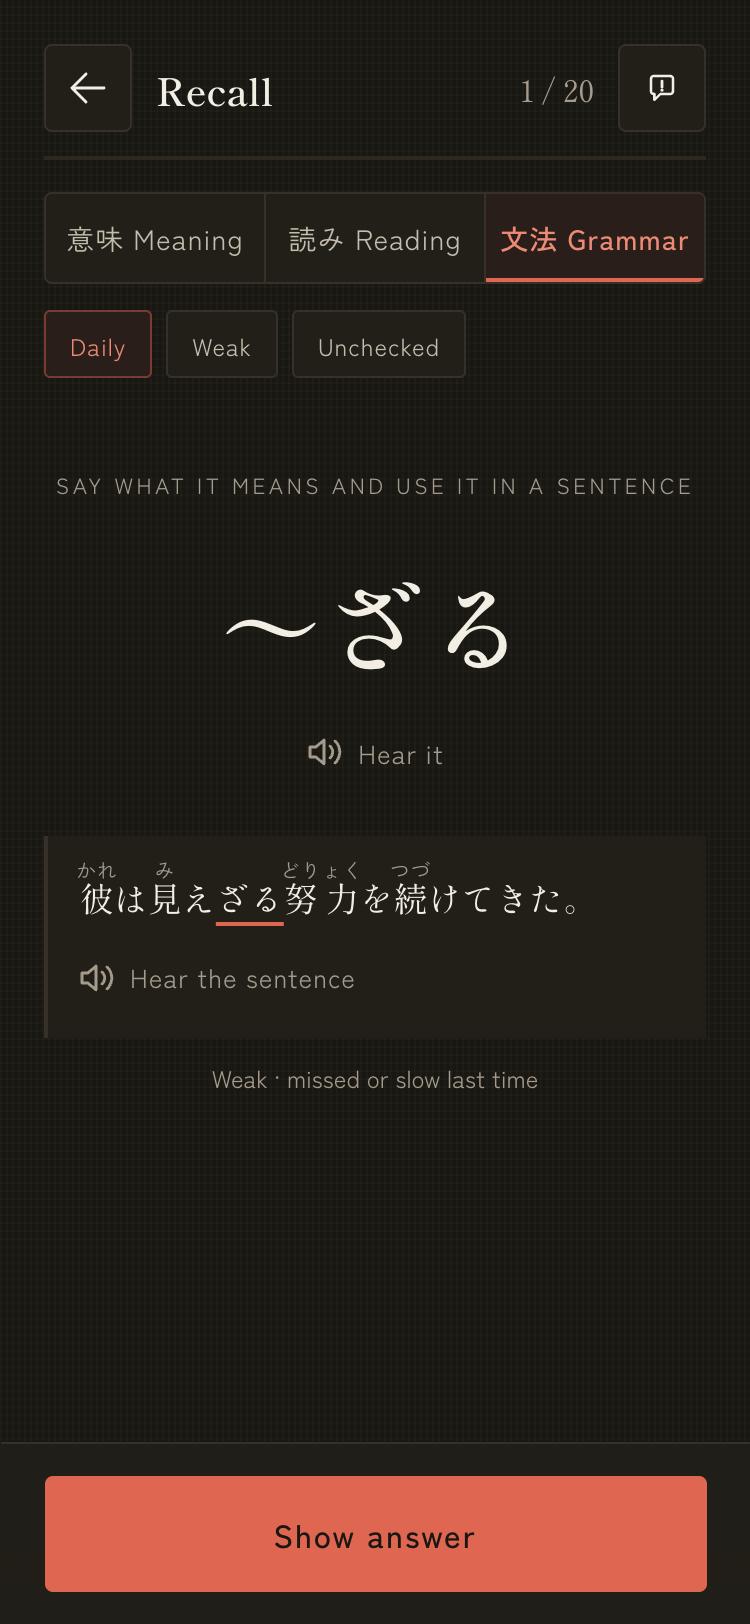 Recall
1 / 20
意味 Meaning
読み Reading
文法 Grammar
Daily
Weak
Unchecked
SAY WHAT IT MEANS AND USE IT IN A SENTENCE
〜ざる
Hear it
かれ み どりょく つづ
彼は見えざる努力を続けてきた。
Hear the sentence
Weak · missed or slow last time
Show answer